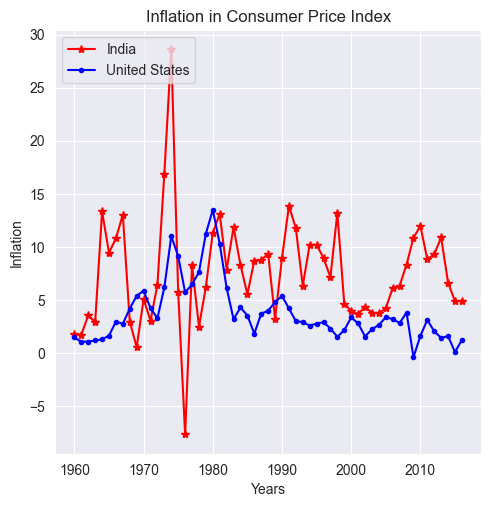 Inflation in Consumer Price Index
India
United States
30
25
20
15
10
5
0
−5
Inflation
1960 1970 1980 1990 2000 2010
Years